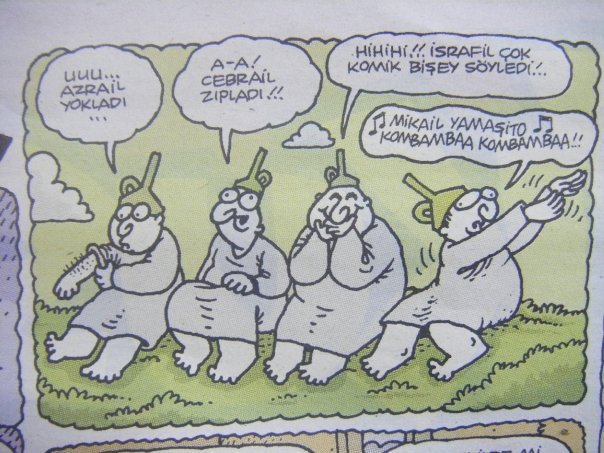 UUU...
AZRAİL
YOKLADI
...
A-A!
CEBRAİL
ZIPLADI!!
HİHİHİ!! İSRAFİL ÇOK
KOMİK BİŞEY SÖYLEDİ!..
MİKAİL YAMAŞİTO
KOMBAMBAA KOMBAMBAA!!